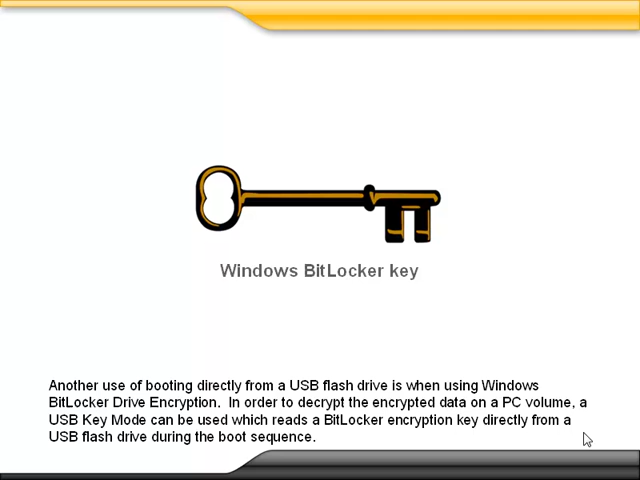 Windows BitLocker key
Another use of booting directly from a USB flash drive is when using Windows
BitLocker Drive Encryption.  In order to decrypt the encrypted data on a PC volume, a
USB Key Mode can be used which reads a BitLocker encryption key directly from a
USB flash drive during the boot sequence.